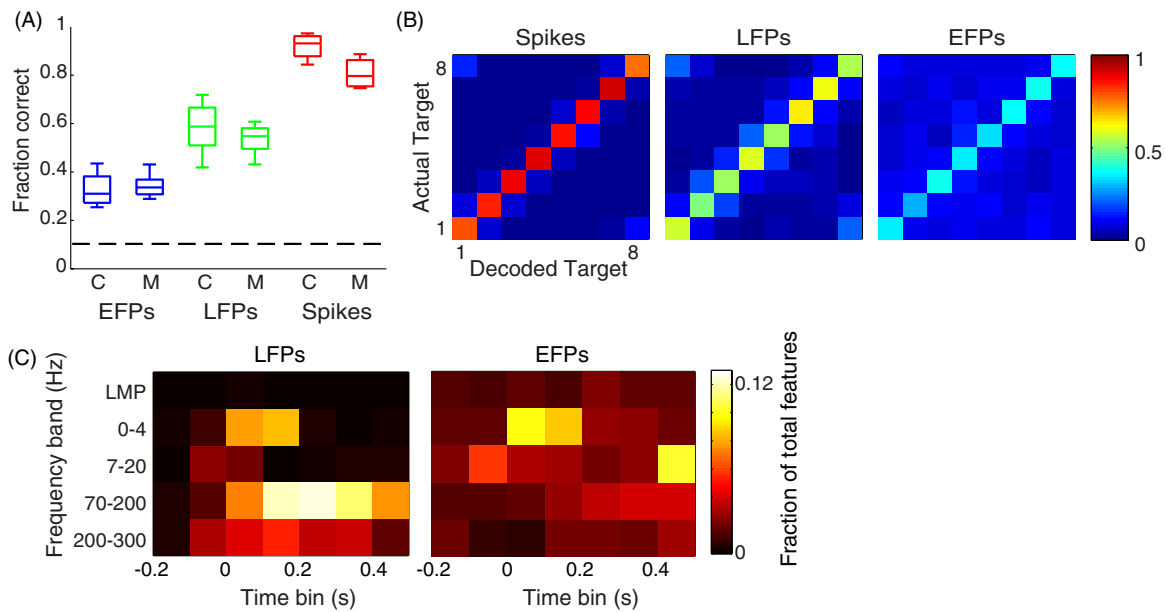 (A)
1
0.8
0.6
0.4
0.2
0
Fraction correct
C M C M C M
EFPs LFPs Spikes
(B)
Spikes LFPs EFPs
8
1
Actual Target
1 8
Decoded Target
1
0.5
0
(C)
LFPs EFPs
Frequency band (Hz)
LMP
0-4
7-20
70-200
200-300
-0.2 0 0.2 0.4
Time bin (s)
-0.2 0 0.2 0.4
Time bin (s)
0.12
0
Fraction of total features